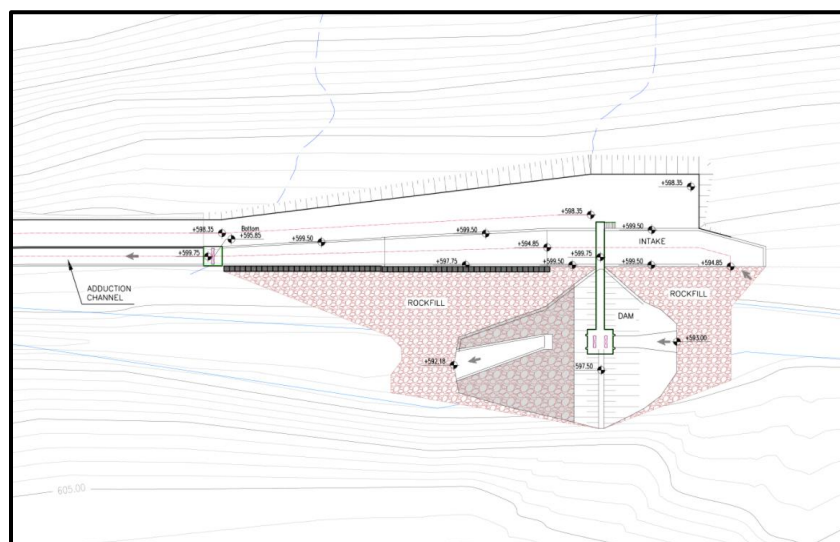 +598.35
+598.35
+598.35
Bottom
+595.85
+599.50
+599.50
+599.50
INTAKE
+594.85
+599.75
+599.75
+597.75
+599.50
+599.50
+594.85
ADDUCTION
CHANNEL
ROCKFILL
ROCKFILL
DAM
+593.00
+592.18
597.50
605.00